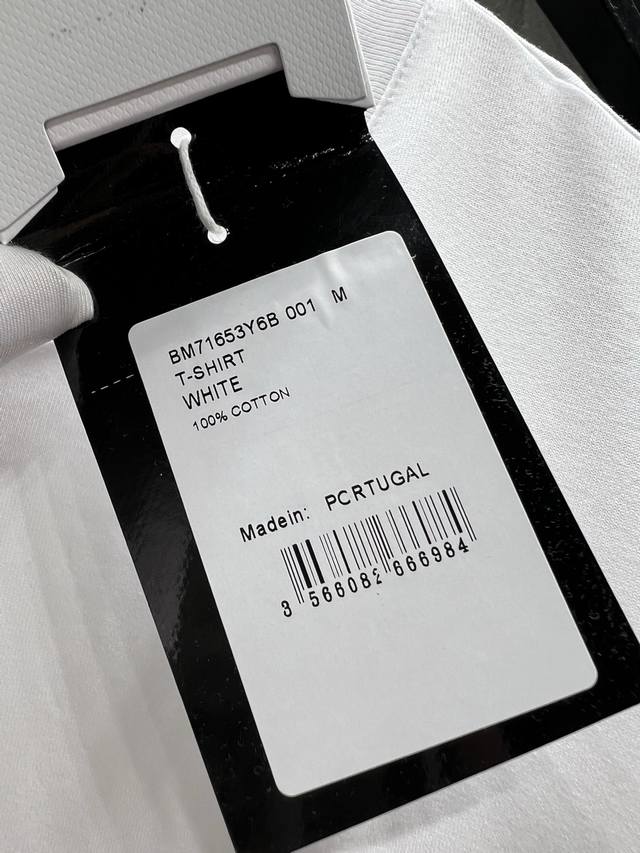 BM71653Y6B 001 M
T-SHIRT
WHITE
100% COTTON
Madein: PCRTUGAL
3 566082 666984